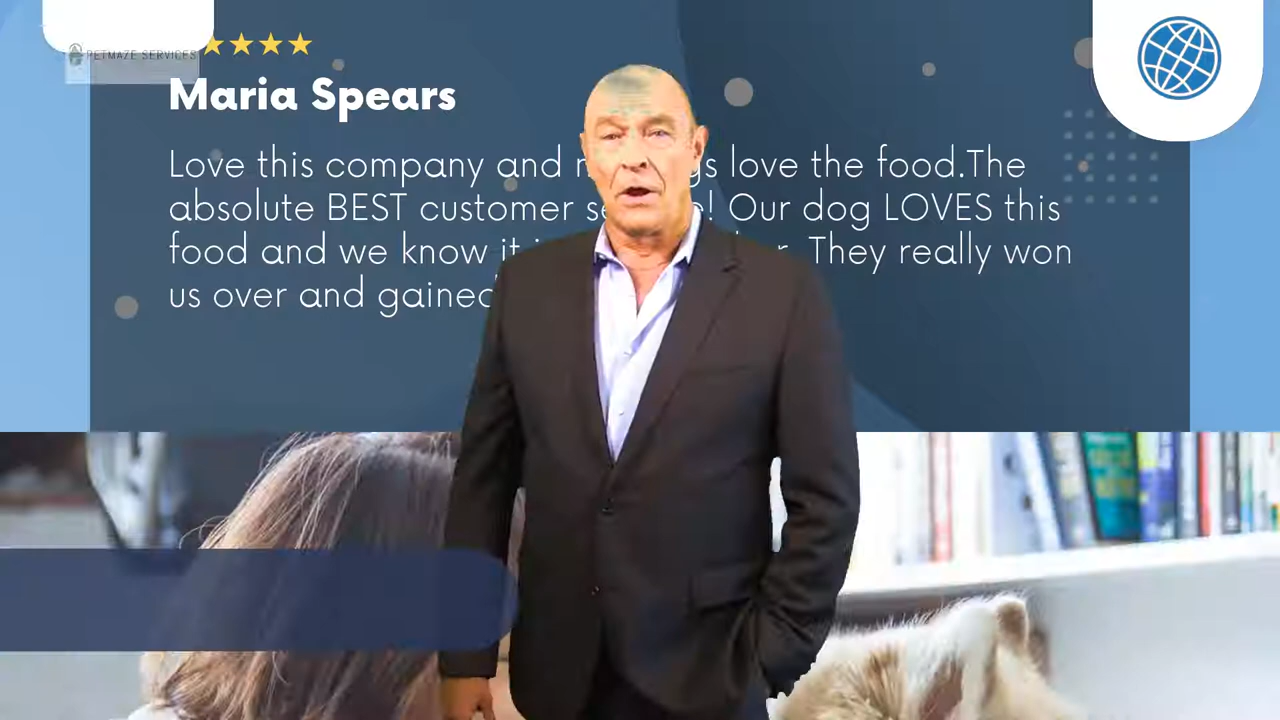 PETMAZE SERVICES
Maria Spears
Love this company and love the food.The
absolute BEST customer ! Our dog LOVES this
food and we know it They really won
us over and gained